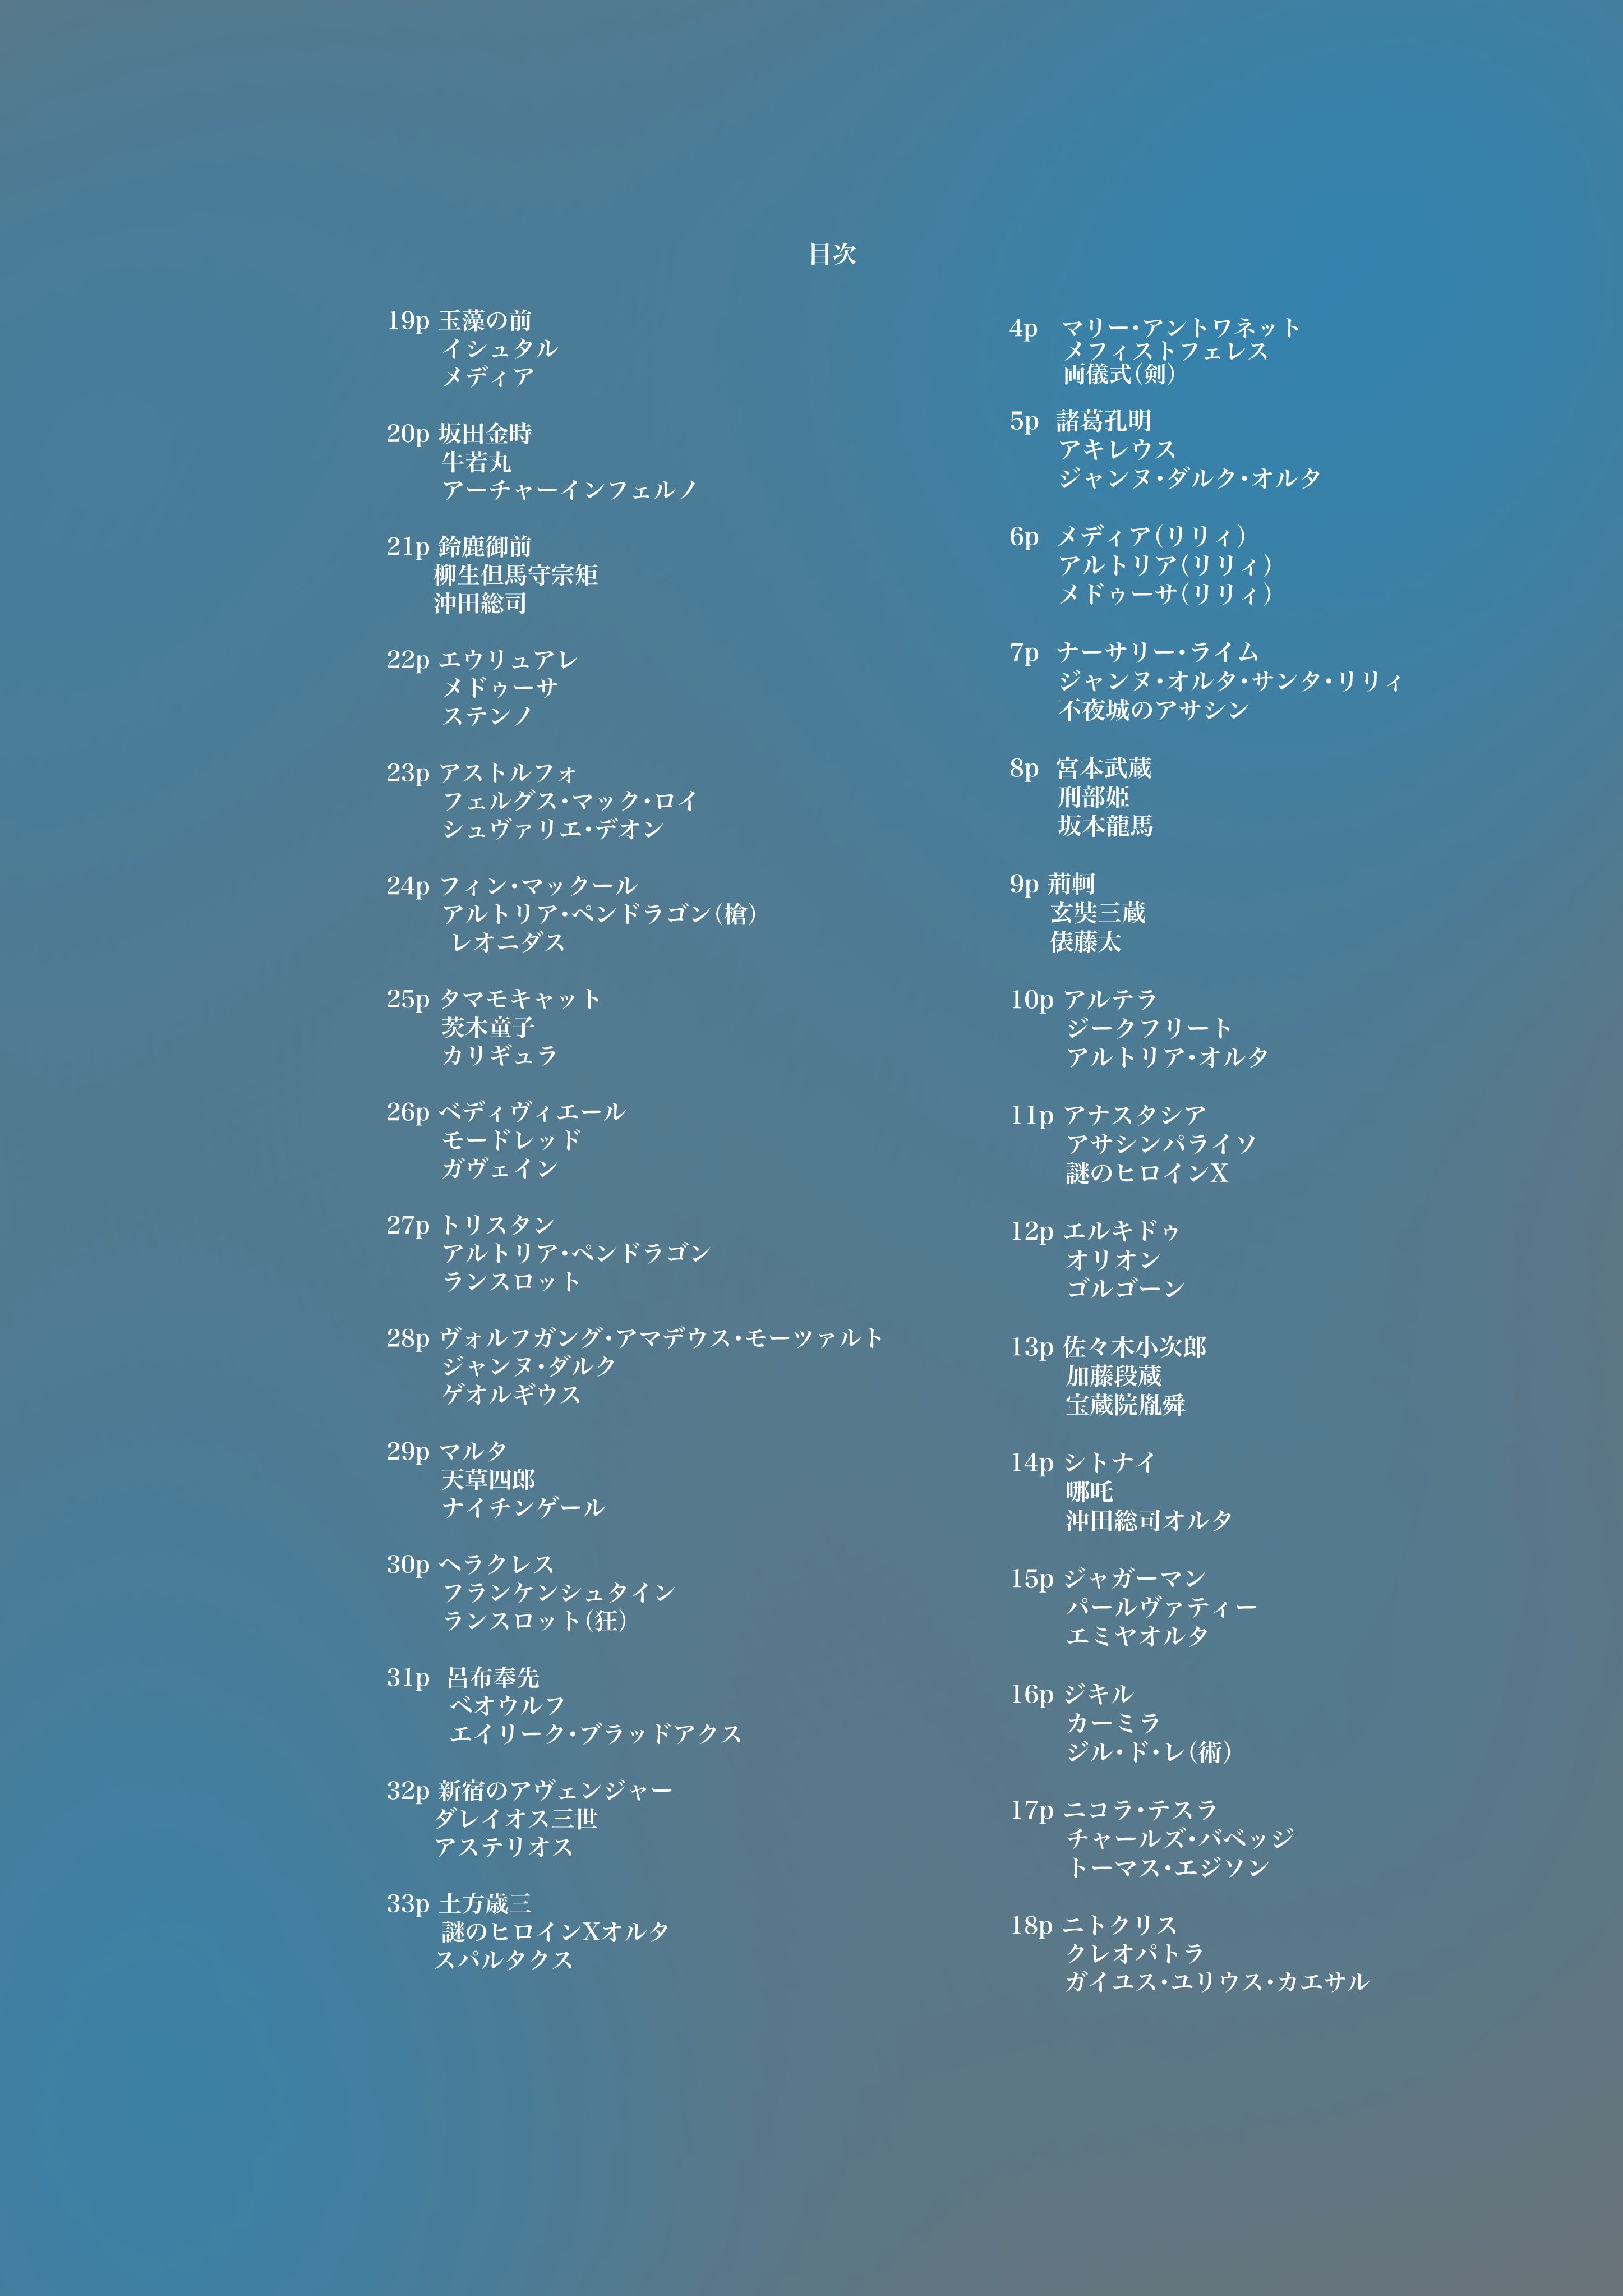 目次
4p マリー・アントワネット
メフィストフェレス
両儀式（剣）
5p 諸葛孔明
アキレウス
ジャンヌ・ダルク・オルタ
6p メディア（リリィ）
アルトリア（リリィ）
メドゥーサ（リリィ）
7p ナーサリー・ライム
ジャンヌ・オルタ・サンタ・リリィ
不夜城のアサシン
8p 宮本武蔵
刑部姫
坂本龍馬
9p 荊軻
玄奘三蔵
俵藤太
10p アルテラ
ジークフリート
アルトリア・オルタ
11p アナスタシア
アサシンパライソ
謎のヒロインX
12p エルキドゥ
オリオン
ゴルゴーン
13p 佐々木小次郎
加藤段蔵
宝蔵院胤舜
14p シトナイ
哪吒
沖田総司オルタ
15p ジャガーマン
パールヴァティー
エミヤオルタ
16p ジキル
カーミラ
ジル・ド・レ（術）
17p ニコラ・テスラ
チャールズ・バベッジ
トーマス・エジソン
18p ニトクリス
クレオパトラ
ガイユス・ユリウス・カエサル
19p 玉藻の前
イシュタル
メディア
20p 坂田金時
牛若丸
アーチャーインフェルノ
21p 鈴鹿御前
柳生但馬守宗矩
沖田総司
22p エウリュアレ
メドゥーサ
ステンノ
23p アストルフォ
フェルグス・マック・ロイ
シュヴァリエ・デオン
24p フィン・マックール
アルトリア・ペンドラゴン（槍）
レオニダス
25p タマモキャット
茨木童子
カリギュラ
26p ベディヴィエール
モードレッド
ガヴェイン
27p トリスタン
アルトリア・ペンドラゴン
ランスロット
28p ヴォルフガング・アマデウス・モーツァルト
ジャンヌ・ダルク
ゲオルギウス
29p マルタ
天草四郎
ナイチンゲール
30p ヘラクレス
フランケンシュタイン
ランスロット（狂）
31p 呂布奉先
ベオウルフ
エイリーク・ブラッドアクス
32p 新宿のアヴェンジャー
ダレイオス三世
アステリオス
33p 土方歳三
謎のヒロインXオルタ
スパルタクス